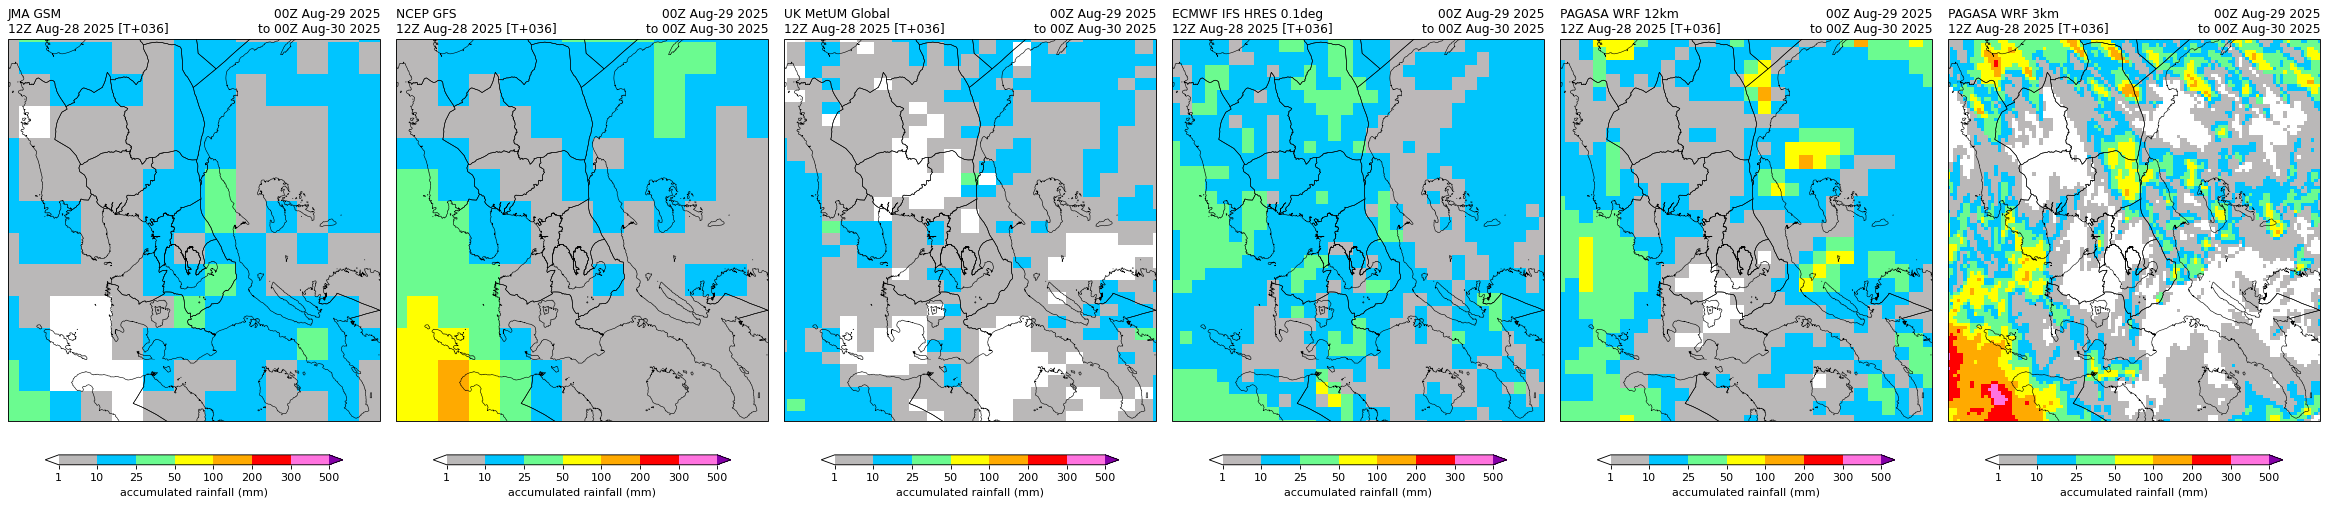 JMA GSM 00Z Aug-29 2025
12Z Aug-28 2025 [T+036] to 00Z Aug-30 2025
1 10 25 50 100 200 300 500
accumulated rainfall (mm)
NCEP GFS 00Z Aug-29 2025
12Z Aug-28 2025 [T+036] to 00Z Aug-30 2025
1 10 25 50 100 200 300 500
accumulated rainfall (mm)
UK MetUM Global 00Z Aug-29 2025
12Z Aug-28 2025 [T+036] to 00Z Aug-30 2025
1 10 25 50 100 200 300 500
accumulated rainfall (mm)
ECMWF IFS HRES 0.1deg 00Z Aug-29 2025
12Z Aug-28 2025 [T+036] to 00Z Aug-30 2025
1 10 25 50 100 200 300 500
accumulated rainfall (mm)
PAGASA WRF 12km 00Z Aug-29 2025
12Z Aug-28 2025 [T+036] to 00Z Aug-30 2025
1 10 25 50 100 200 300 500
accumulated rainfall (mm)
PAGASA WRF 3km 00Z Aug-29 2025
12Z Aug-28 2025 [T+036] to 00Z Aug-30 2025
1 10 25 50 100 200 300 500
accumulated rainfall (mm)